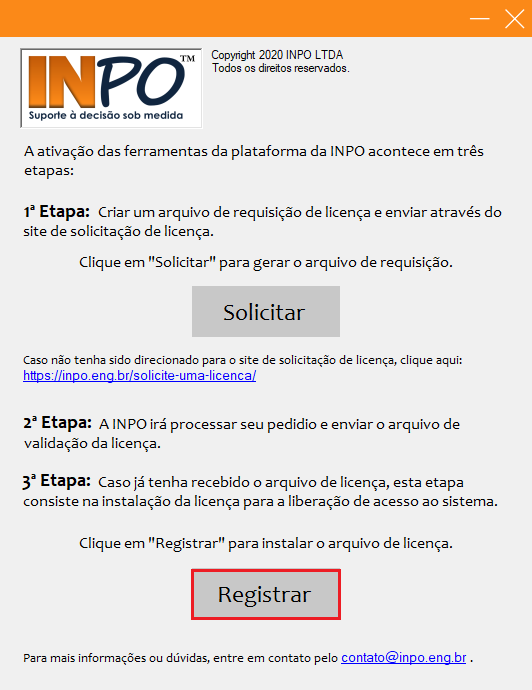 INPO™
Suporte à decisão sob medida
Copyright 2020 INPO LTDA
Todos os direitos reservados.
A ativação das ferramentas da plataforma da INPO acontece em três
etapas:
1ª Etapa: Criar um arquivo de requisição de licença e enviar através do
site de solicitação de licença.
Clique em "Solicitar" para gerar o arquivo de requisição.
Solicitar
Caso não tenha sido direcionado para o site de solicitação de licença, clique aqui:
https://inpo.eng.br/solicite-uma-licenca/
2ª Etapa: A INPO irá processar seu pedidio e enviar o arquivo de
validação da licença.
3ª Etapa: Caso já tenha recebido o arquivo de licença, esta etapa
consiste na instalação da licença para a liberação de acesso ao sistema.
Clique em "Registrar" para instalar o arquivo de licença.
Registrar
Para mais informações ou dúvidas, entre em contato pelo contato@inpo.eng.br .